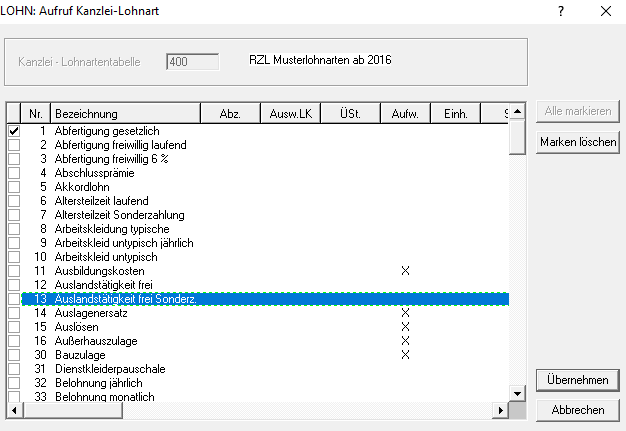 LOHN: Aufruf Kanzlei-Lohnart ? ×
Kanzlei - Lohnartentabelle 400 RZL Musterlohnarten ab 2016
Nr. Bezeichnung Abz. Ausw.LK ÜSt. Aufw. Einh. S
Alle markieren
1 Abfertigung gesetzlich
2 Abfertigung freiwillig laufend
Marken löschen
3 Abfertigung freiwillig 6 %
4 Abschlussprämie
5 Akkordlohn
6 Altersteilzeit laufend
7 Altersteilzeit Sonderzahlung
8 Arbeitskleidung typische
9 Arbeitskleid untypisch jährlich
10 Arbeitskleid untypisch
11 Ausbildungskosten X
12 Auslandstätigkeit frei
13 Auslandstätigkeit frei Sonderz.
14 Auslagenersatz X
15 Auslösen X
16 Außerhauszulage X
30 Bauzulage X
31 Dienstkleiderpauschale
32 Belohnung jährlich
33 Belohnung monatlich
Übernehmen
Abbrechen